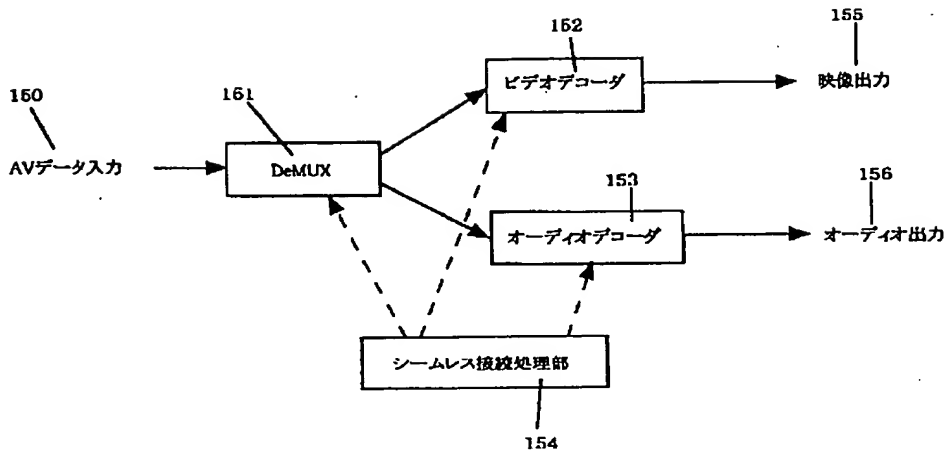 152
155
ビデオデコーダ
映像出力
150
151
AVデータ入力
DeMUX
153
156
オーディオデコーダ
オーディオ出力
シームレス接続処理部
154